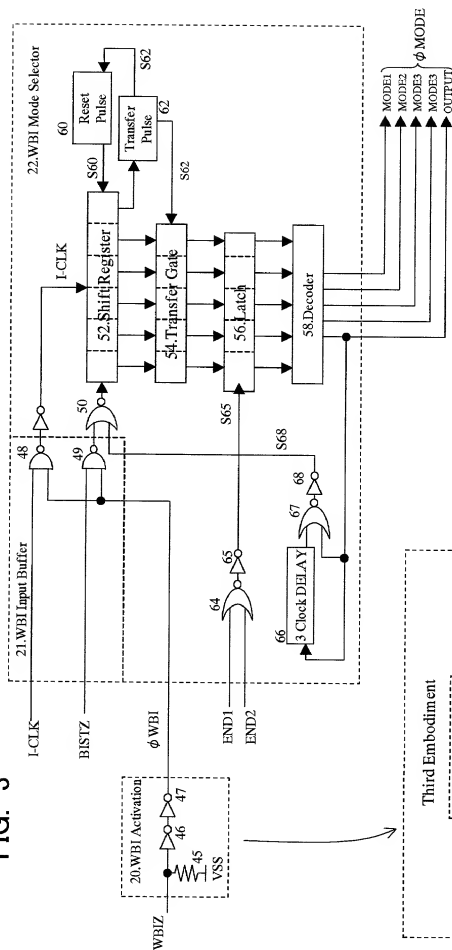 FIG. 3
22.WBI Mode Selector
60
Reset
Pulse
S62
S60
Transfer
Pulse
62
S62
I-CLK
52.Shift Register
54.Transfer Gate
56.Latch
58.Decoder
MODE1
MODE2
MODE3
MODE3
OUTPUT
φ MODE
21.WBI Input Buffer
48
49
50
I-CLK
BISTZ
φ WBI
S65
S68
END1
END2
64
65
66
3 Clock DELAY
67
68
20.WBI Activation
WBIZ
45
VSS
46
47
Third Embodiment